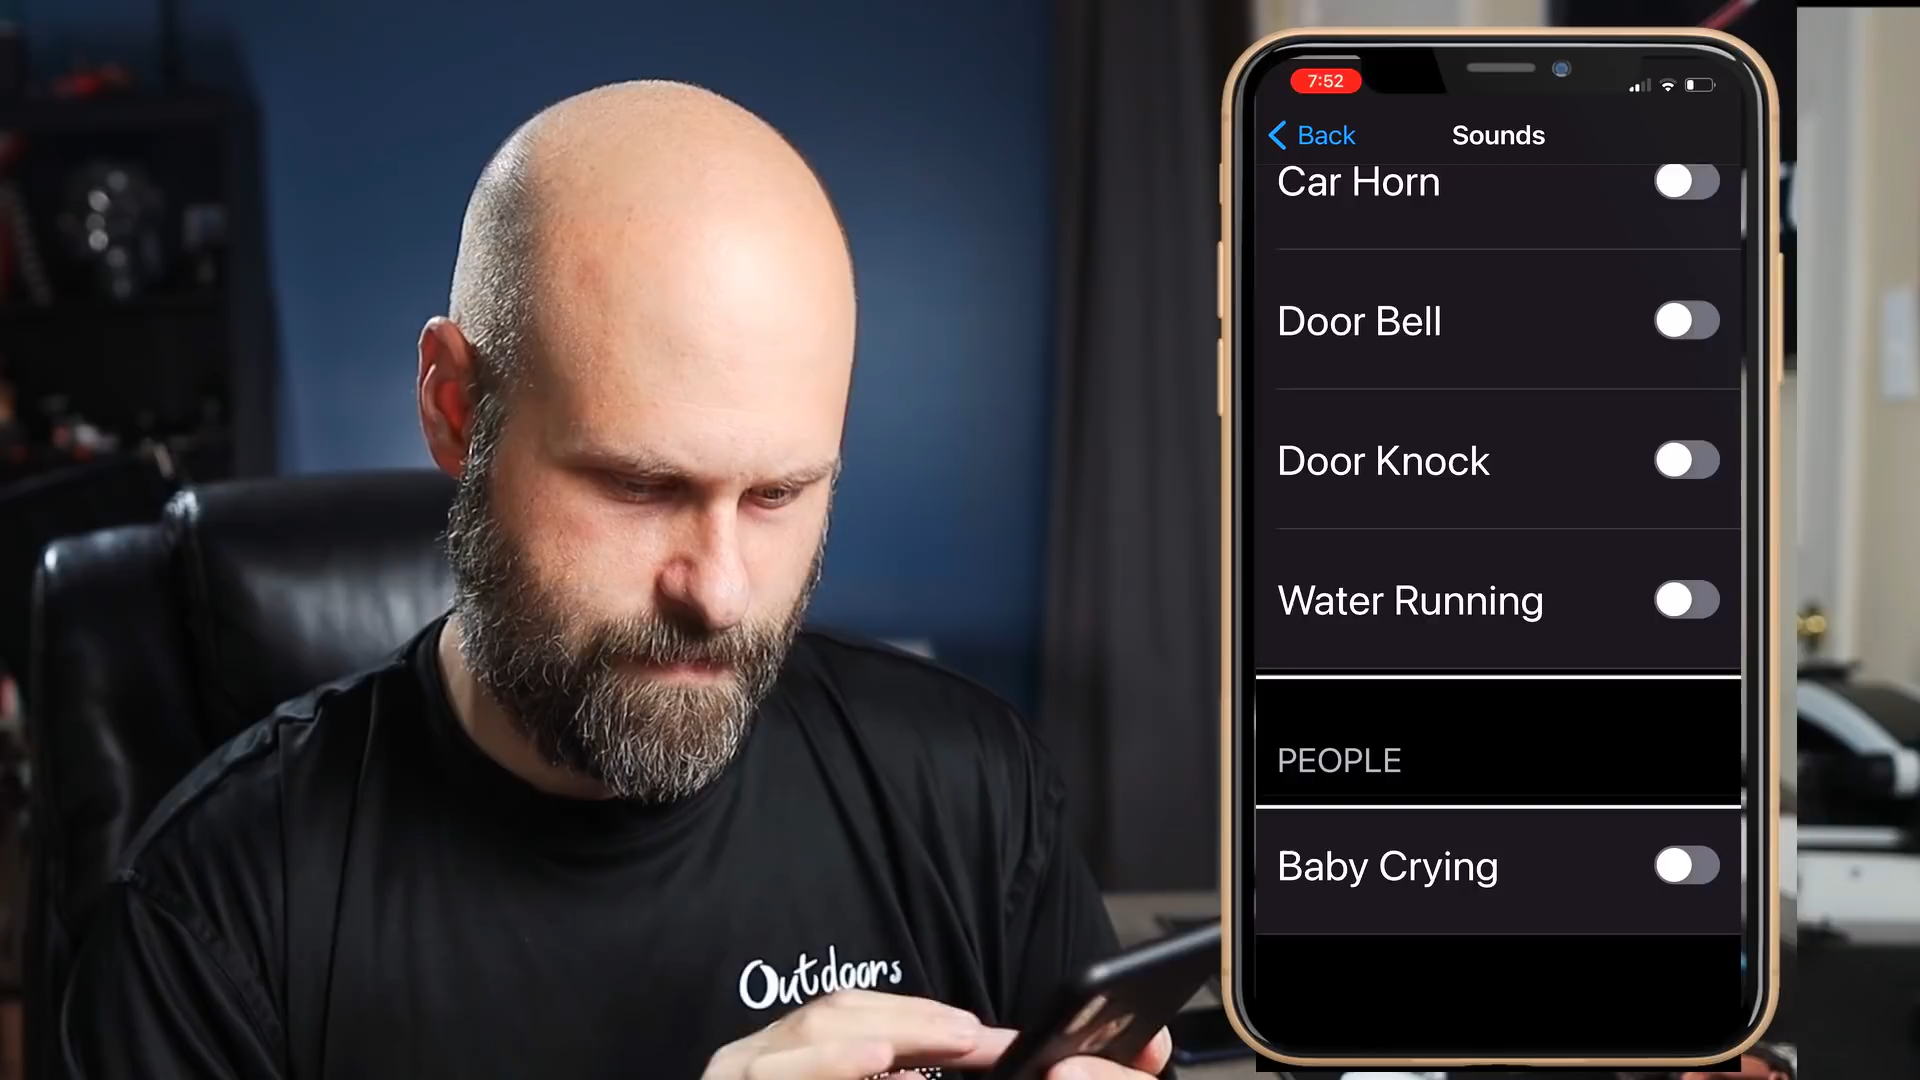 7:52
Back
Sounds
Car Horn
Door Bell
Door Knock
Water Running
PEOPLE
Baby Crying
Outdoors